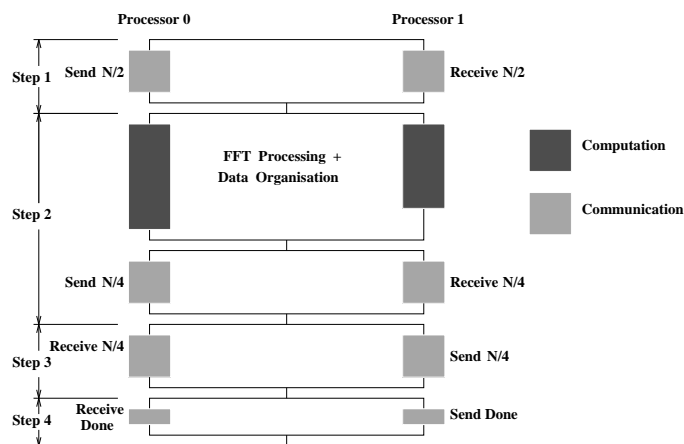 Processor 0
Processor 1
Step 1
Send N/2
Receive N/2
Step 2
FFT Processing +
Data Organisation
Computation
Communication
Send N/4
Receive N/4
Step 3
Receive N/4
Send N/4
Step 4
Receive
Done
Send Done